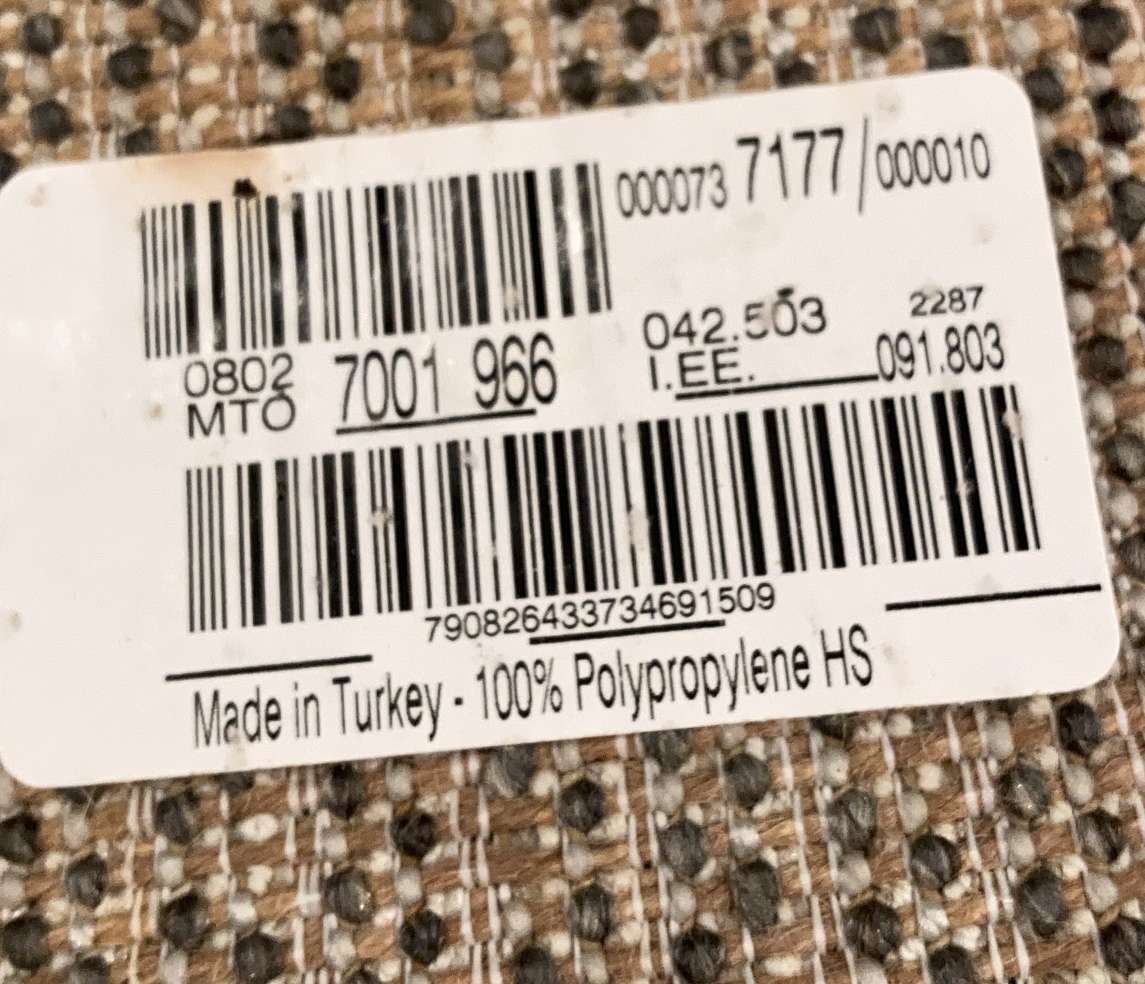 000073 7177/000010
0802 7001 966 042.503 2287
MTO I.EE. 091.803
790826433734691509
Made in Turkey - 100% Polypropylene HS